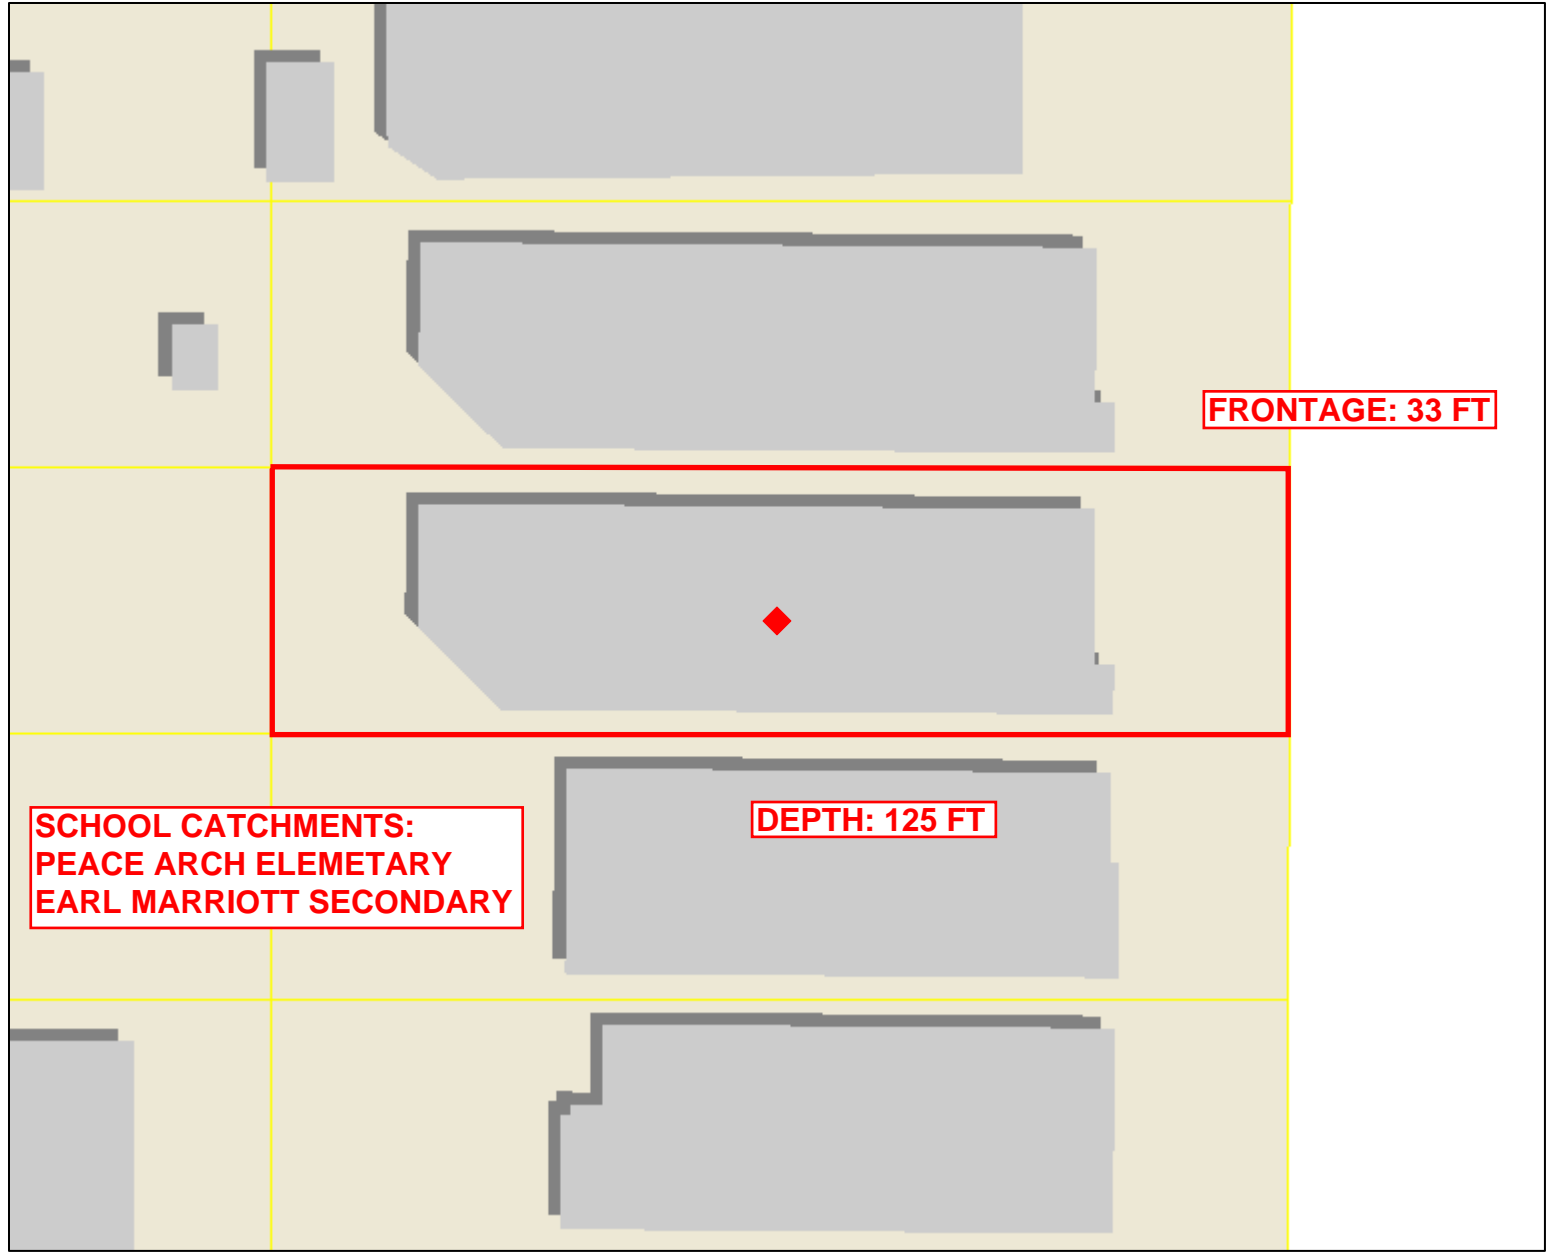 FRONTAGE: 33 FT
DEPTH: 125 FT
SCHOOL CATCHMENTS:
PEACE ARCH ELEMETARY
EARL MARRIOTT SECONDARY